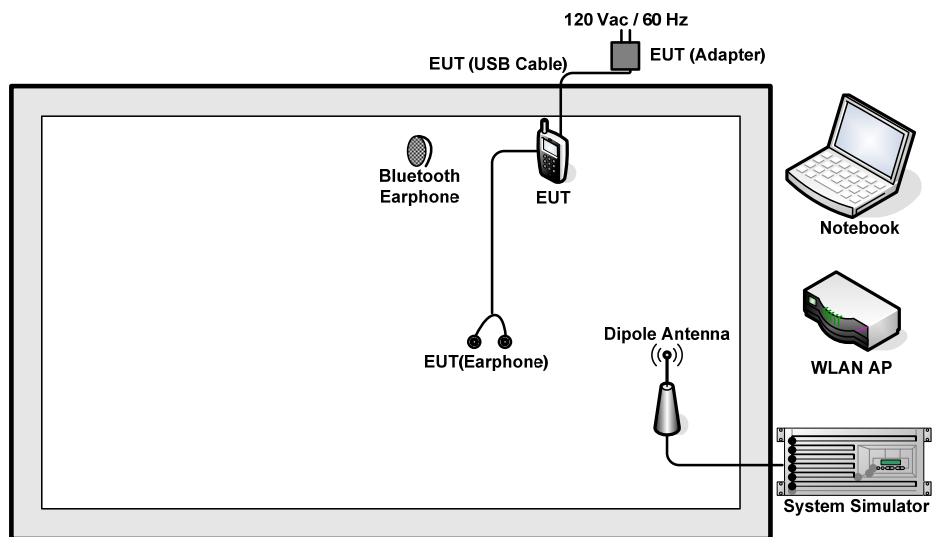 120 Vac / 60 Hz
EUT (Adapter)
EUT (USB Cable)
Bluetooth
Earphone
EUT
Notebook
EUT(Earphone)
Dipole Antenna
WLAN AP
System Simulator